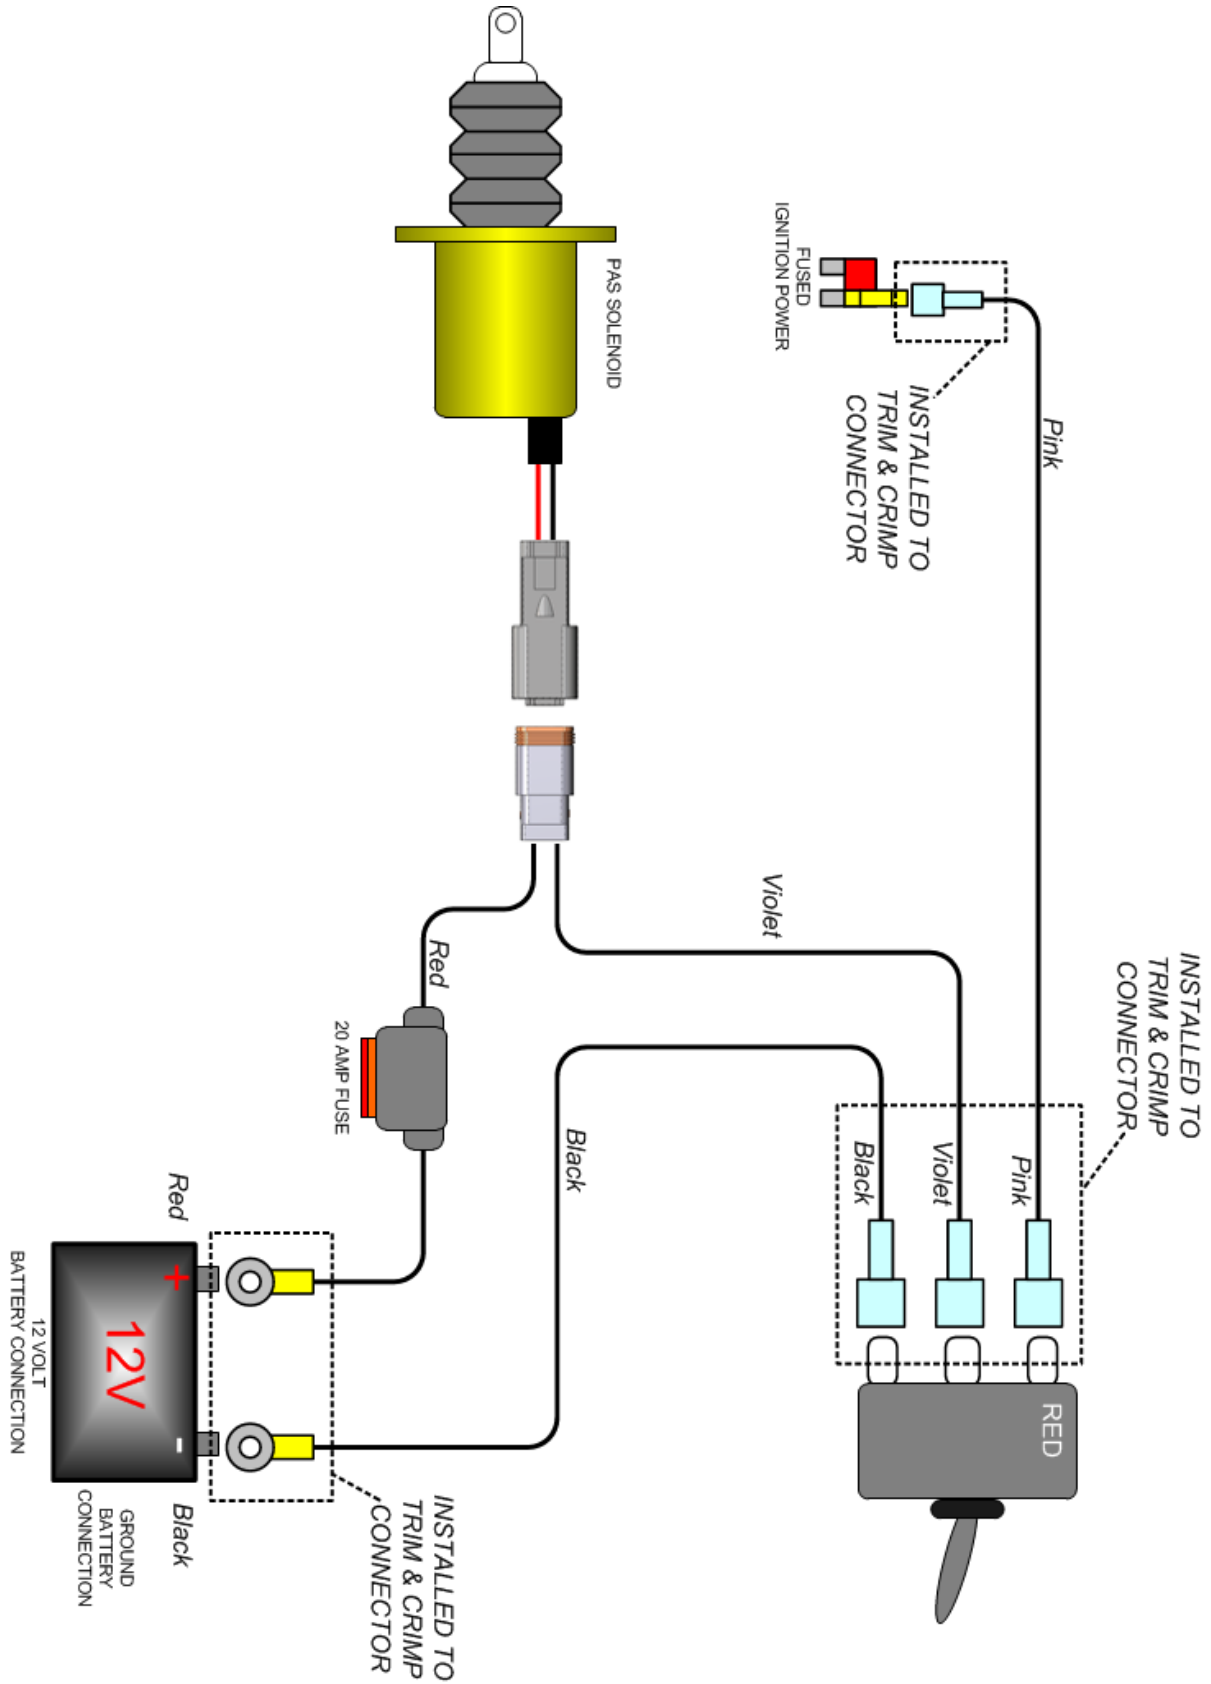 PAS SOLENOID
FUSED
IGNITION POWER
INSTALLED TO
TRIM & CRIMP
CONNECTOR
Pink
Violet
Red
20 AMP FUSE
Black
INSTALLED TO
TRIM & CRIMP
CONNECTOR
Pink
Violet
Black
RED
Red
+
12V
-
12 VOLT
BATTERY CONNECTION
Black
GROUND
BATTERY
CONNECTION
INSTALLED TO
TRIM & CRIMP
CONNECTOR